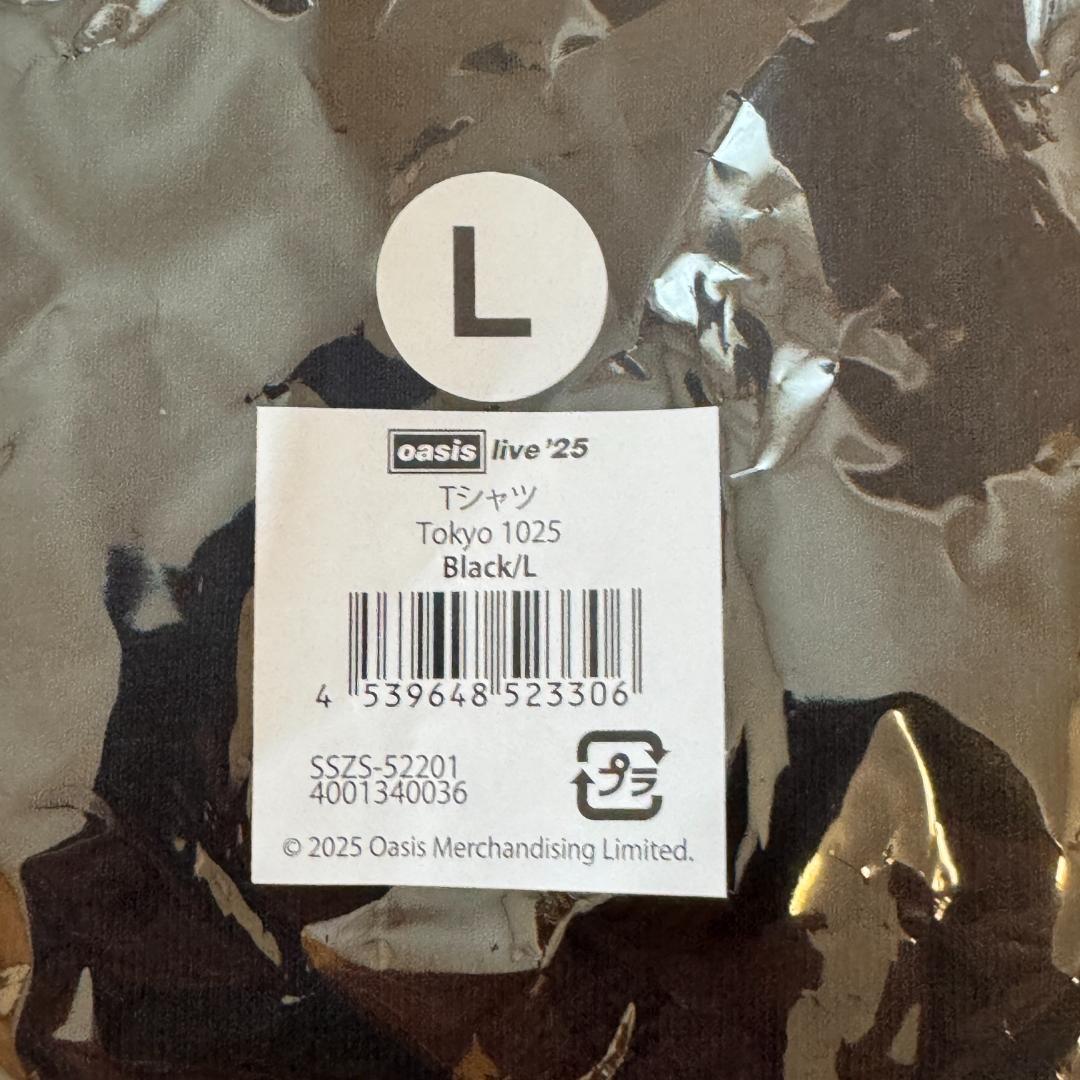 L
oasis live '25
Tシャツ
Tokyo 1025
Black/L
4 539648 523306
SSZS-52201
4001340036
プラ
© 2025 Oasis Merchandising Limited.